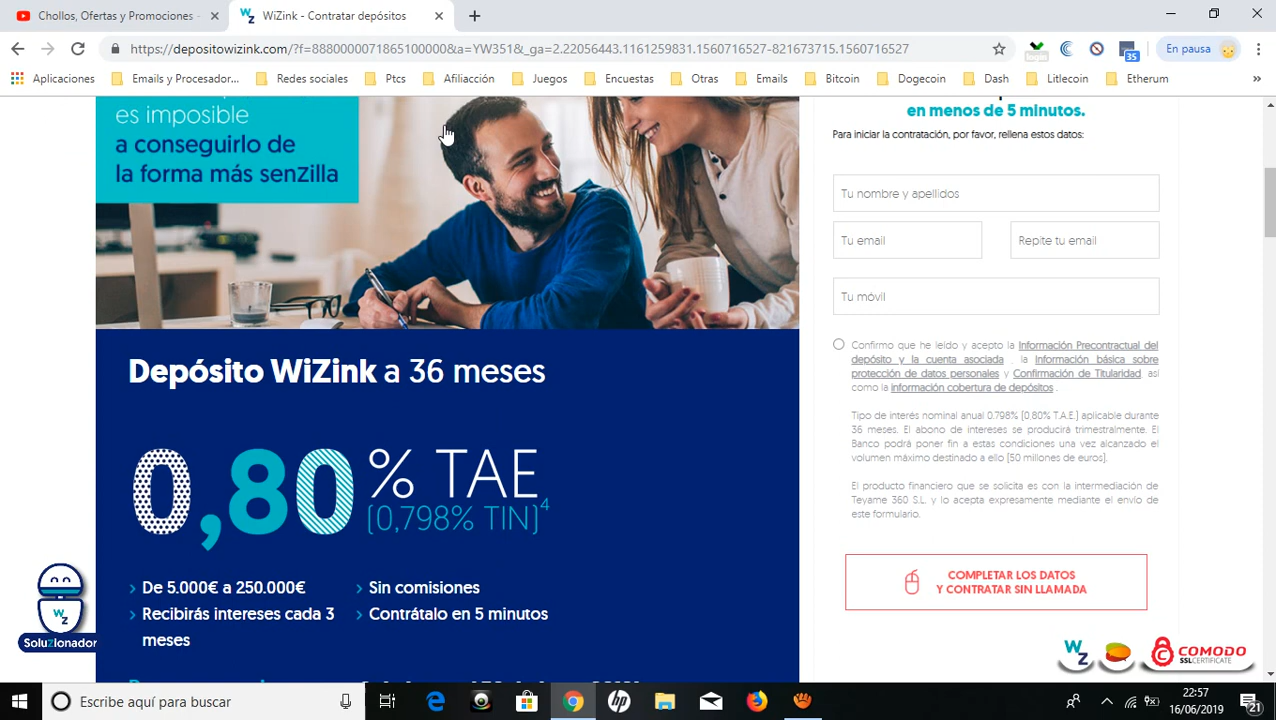 Chollos, Ofertas y Promociones -
WiZink - Contratar depósitos
https://depositowizink.com/?f=8880000071865100000&a=YW351&_ga=2.22056443.1161259831.1560716527-821673715.1560716527
35
En pausa
Aplicaciones
Emails y Procesador...
Redes sociales
Ptcs
Afiliacción
Juegos
Encuestas
Otras
Emails
Bitcoin
Dogecoin
Dash
Litlecoin
Etherum
»
es imposible
a conseguirlo de
la forma más senzilla
en menos de 5 minutos.
Para iniciar la contratación, por favor, rellena estos datos:
Tu nombre y apellidos
Tu email
Repite tu email
Tu móvil
Confirmo que he leído y acepto la Información Precontractual del
depósito y la cuenta asociada , la Información básica sobre
protección de datos personales y Confirmación de Titularidad así
como la información cobertura de depósitos .
Tipo de interés nominal anual 0.798% [0,80% T.A.E.] aplicable durante
36 meses. El abono de intereses se producirá trimestralmente. El
Banco podrá poner fin a estas condiciones una vez alcanzado el
volumen máximo destinado a ello [50 millones de euros].
El producto financiero que se solicita es con la intermediación de
Teyame 360 S.L. y lo acepta expresamente mediante el envío de
este formulario.
COMPLETAR LOS DATOS
Y CONTRATAR SIN LLAMADA
Depósito WiZink a 36 meses
0,80% TAE
[0,798% TIN]4
De 5.000€ a 250.000€
Recibirás intereses cada 3
meses
Sin comisiones
Contrátalo en 5 minutos
WZ
SoluZionador
WZ
COMODO
SSL CERTIFICATE
Escribe aquí para buscar
hp
22:57
16/06/2019
21